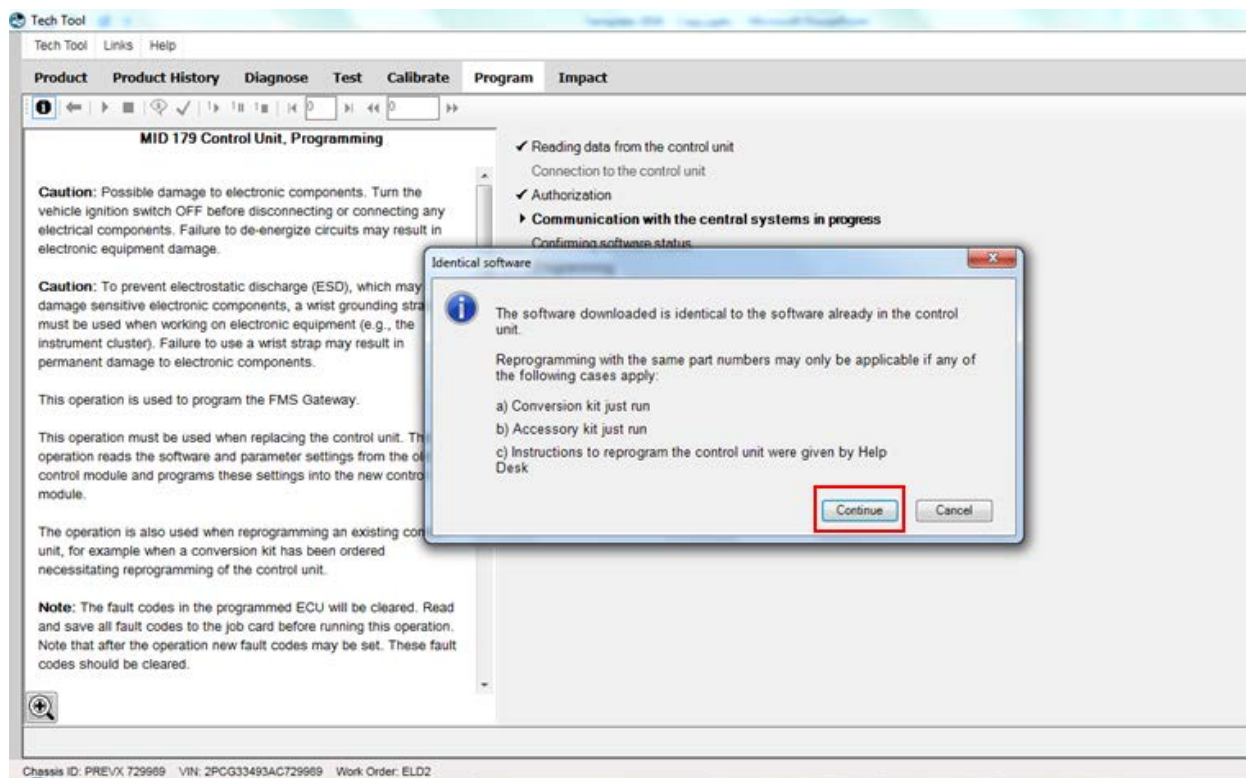 Tech Tool
Tech Tool Links Help
Product Product History Diagnose Test Calibrate Program Impact
0 0
MID 179 Control Unit, Programming
Caution: Possible damage to electronic components. Turn the
vehicle ignition switch OFF before disconnecting or connecting any
electrical components. Failure to de-energize circuits may result in
electronic equipment damage.
Caution: To prevent electrostatic discharge (ESD), which may
damage sensitive electronic components, a wrist grounding stra
must be used when working on electronic equipment (e.g., the
instrument cluster). Failure to use a wrist strap may result in
permanent damage to electronic components.
This operation is used to program the FMS Gateway.
This operation must be used when replacing the control unit. Th
operation reads the software and parameter settings from the ol
control module and programs these settings into the new contro
module.
The operation is also used when reprogramming an existing con
unit, for example when a conversion kit has been ordered
necessitating reprogramming of the control unit.
Note: The fault codes in the programmed ECU will be cleared. Read
and save all fault codes to the job card before running this operation.
Note that after the operation new fault codes may be set. These fault
codes should be cleared.
✔ Reading data from the control unit
Connection to the control unit
✔ Authorization
Communication with the central systems in progress
Confirming software status
Identical software
The software downloaded is identical to the software already in the control
unit.
Reprogramming with the same part numbers may only be applicable if any of
the following cases apply:
a) Conversion kit just run
b) Accessory kit just run
c) Instructions to reprogram the control unit were given by Help
Desk
Continue Cancel
Chassis ID: PREVX 729989 VIN: 2PCG33493AC729989 Work Order: ELD2